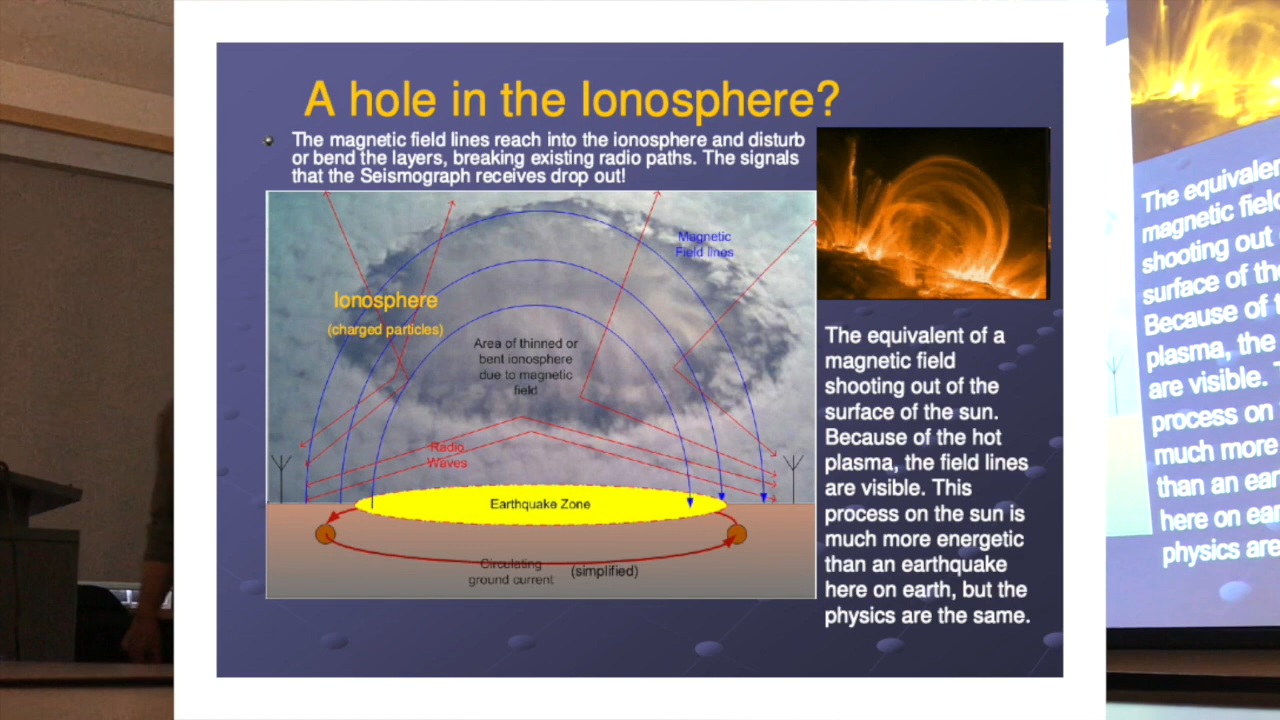 A hole in the Ionosphere?
The magnetic field lines reach into the ionosphere and disturb
or bend the layers, breaking existing radio paths. The signals
that the Seismograph receives drop out!
Magnetic
Field lines
Ionosphere
(charged particles)
Area of thinned or
bent ionosphere
due to magnetic
field
Radio
Waves
Earthquake Zone
Circulating
ground current
(simplified)
The equivalent of a
magnetic field
shooting out of the
surface of the sun.
Because of the hot
plasma, the field lines
are visible. This
process on the sun is
much more energetic
than an earthquake
here on earth, but the
physics are the same.
The
magnetic
shooting out
surface of
Because of
plasma, the
are visible.
process on
much more
than an
here on
physics are